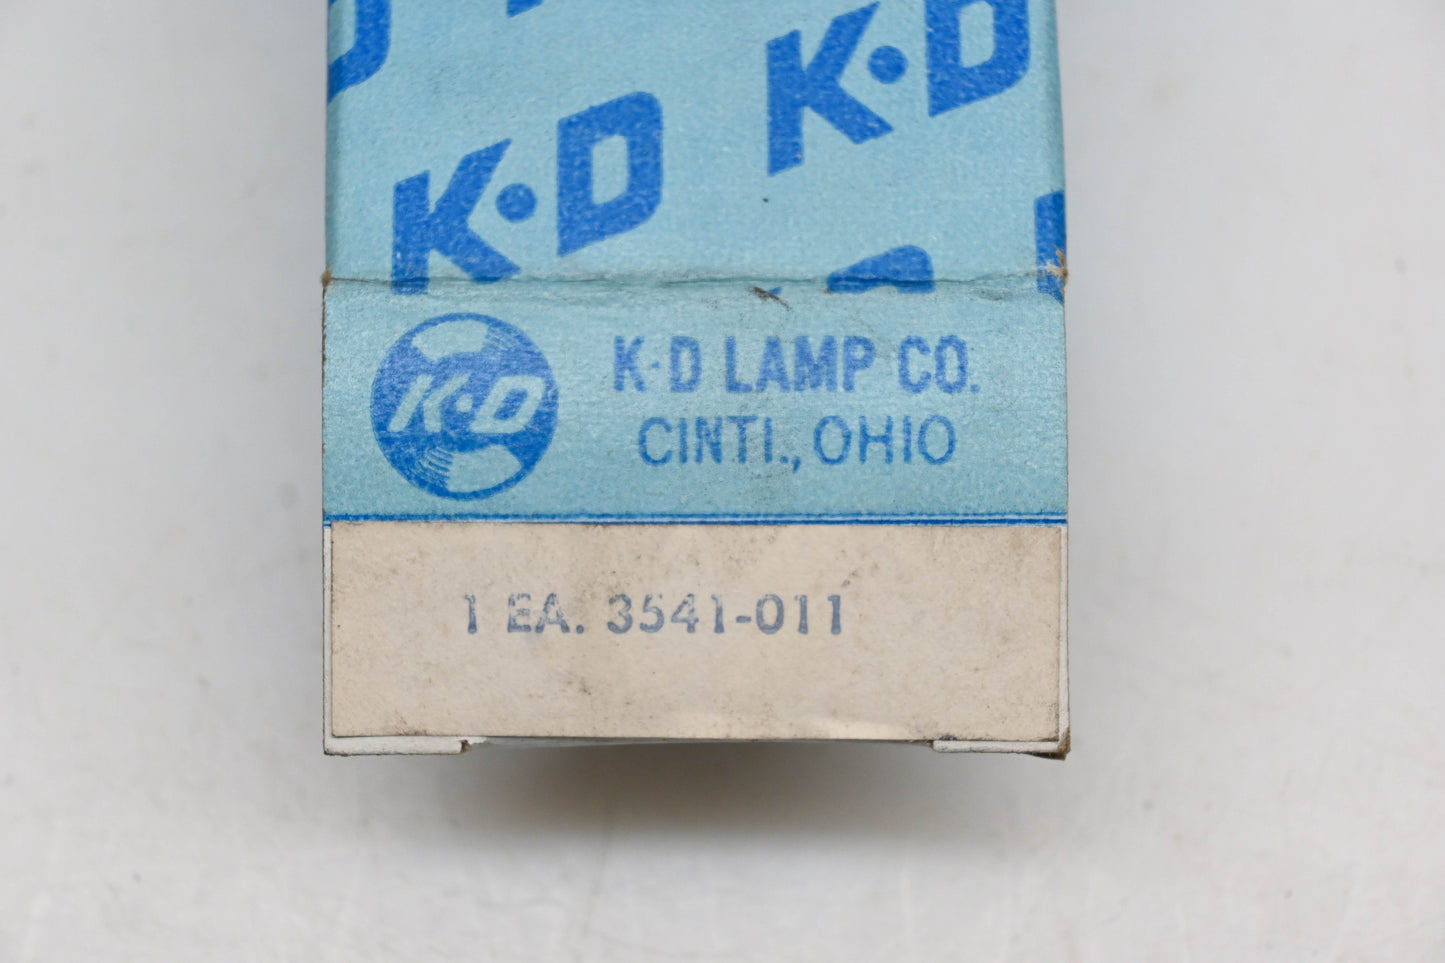 K·D
K·D
K·D
K·D LAMP CO.
CINTI., OHIO
1 EA. 3541-011